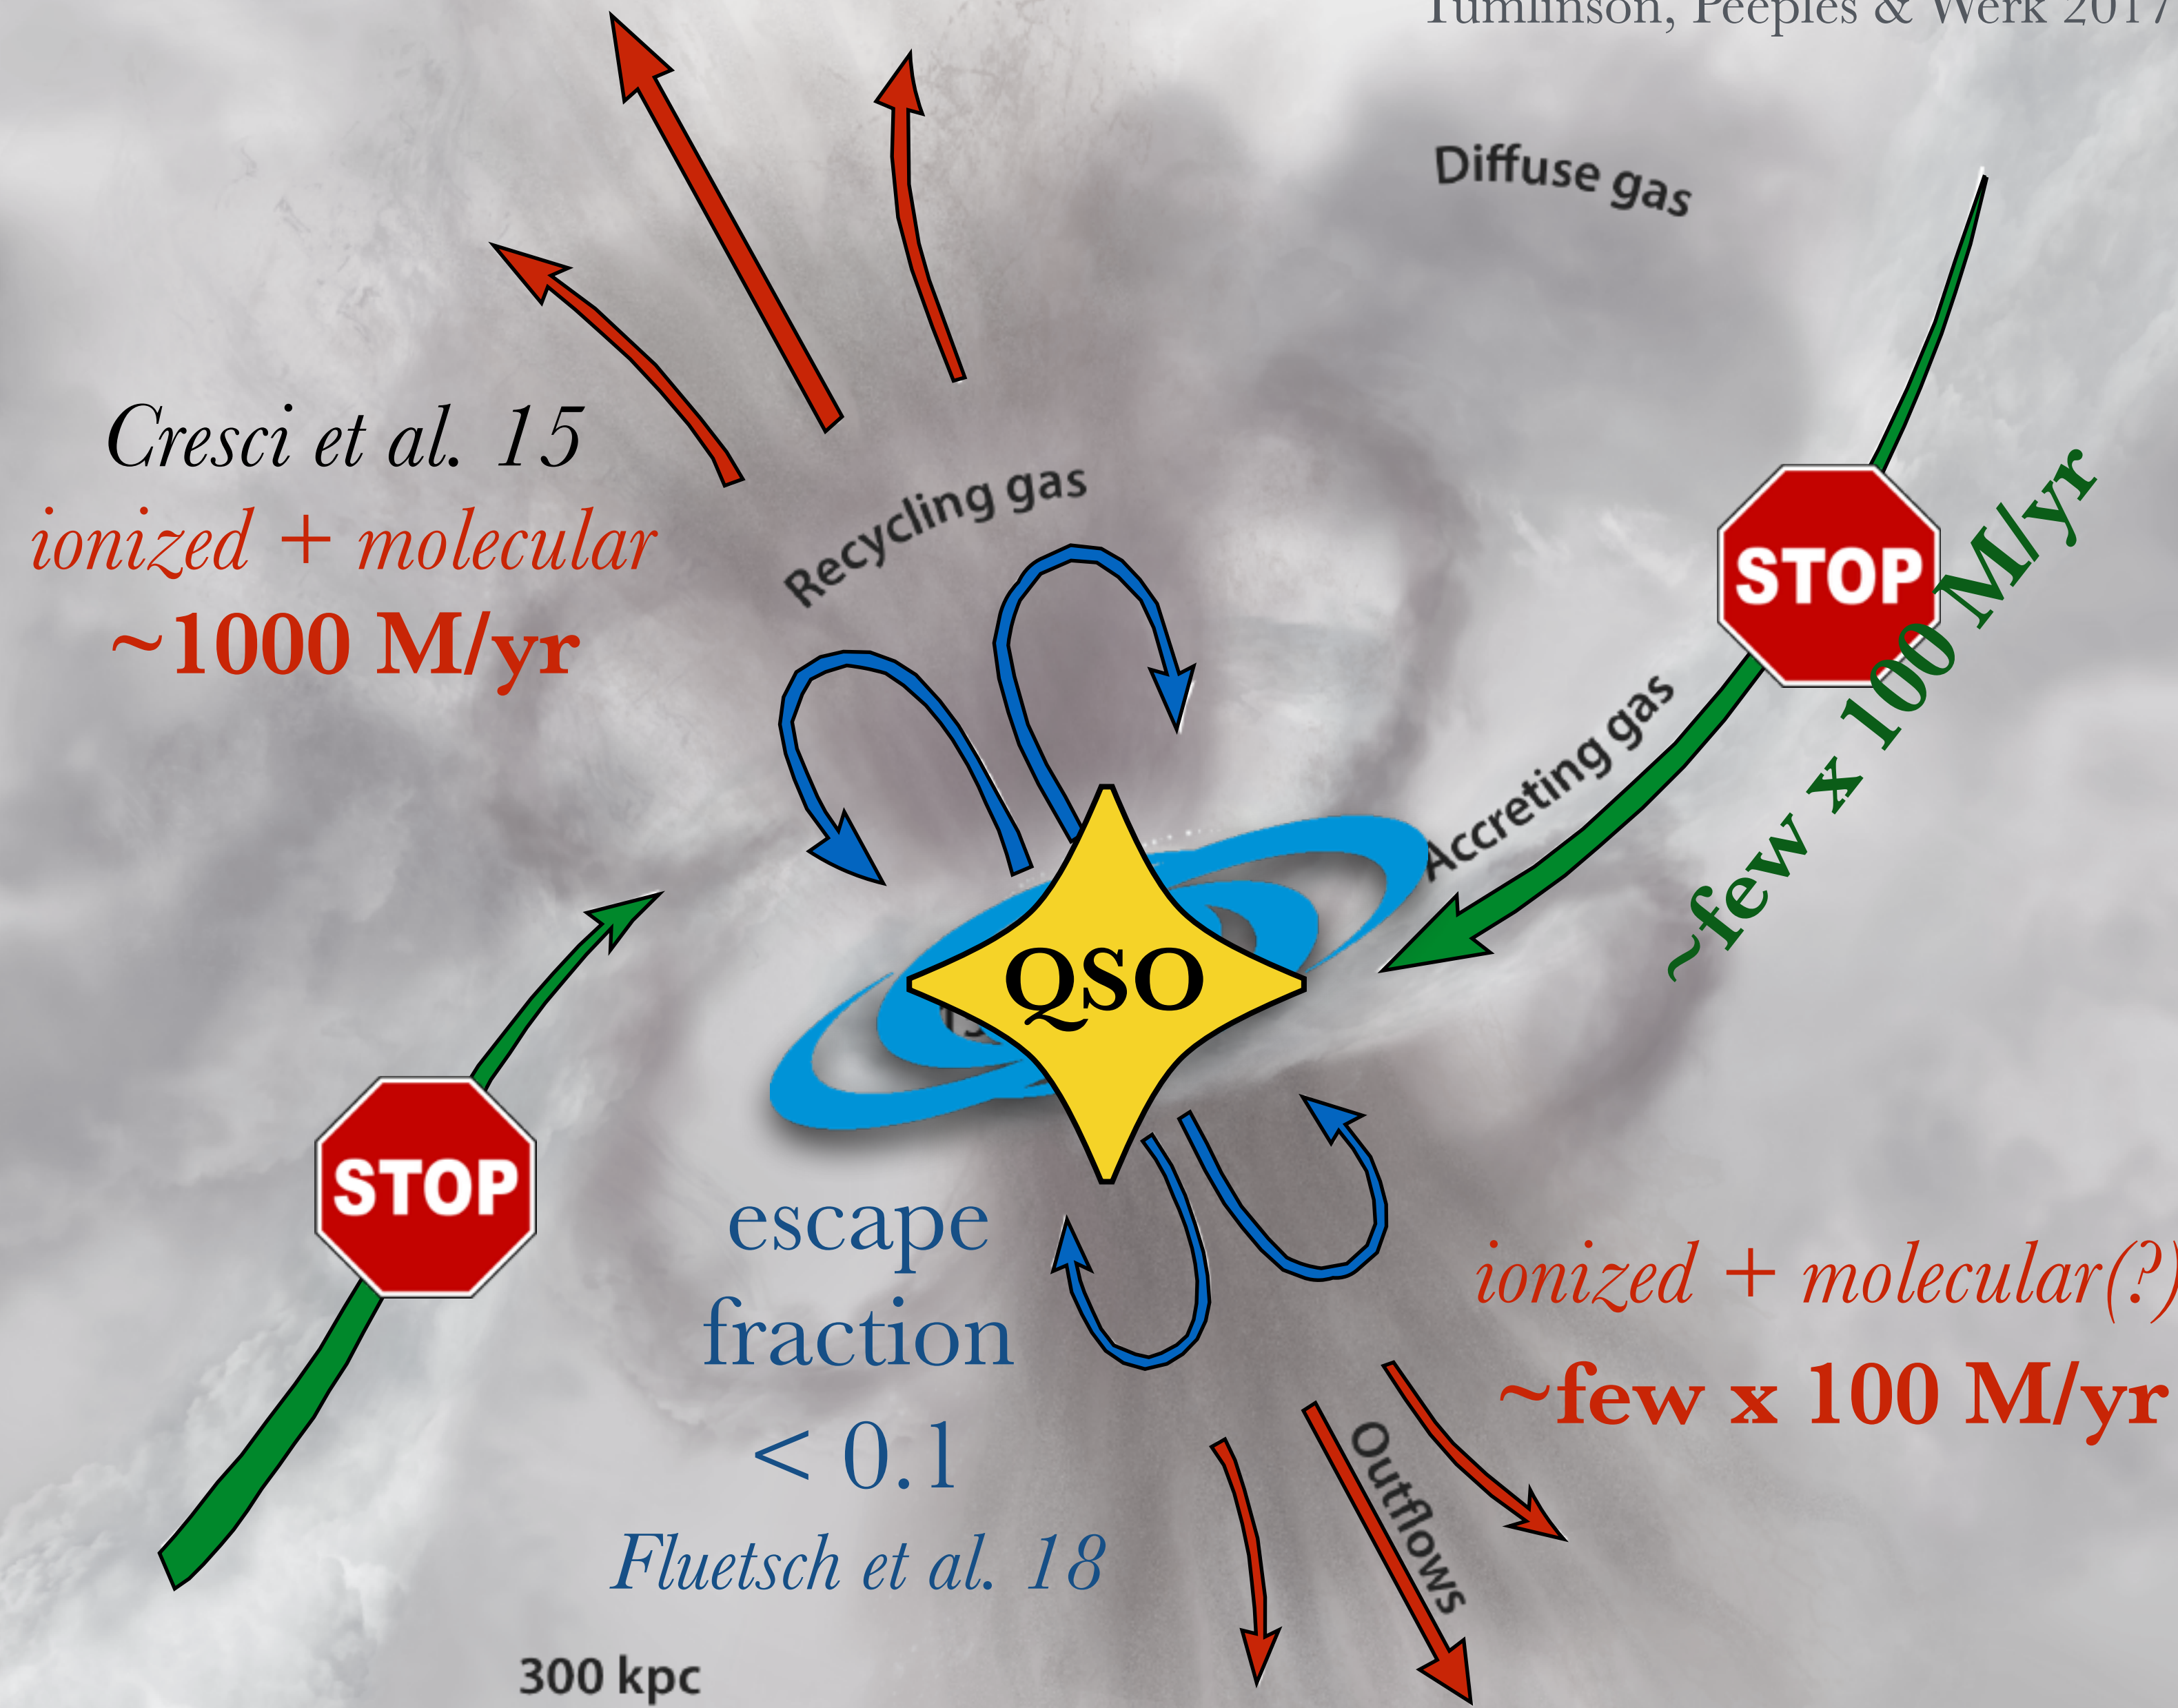 Tumlinson, Peeples & Werk 2017
Diffuse gas
Cresci et al. 15
ionized + molecular
~1000 M/yr
Recycling gas
STOP
~few x 100 M/yr
Accreting gas
QSO
STOP
escape
fraction
< 0.1
Fluetsch et al. 18
ionized + molecular(?)
~few x 100 M/yr
Outflows
300 kpc